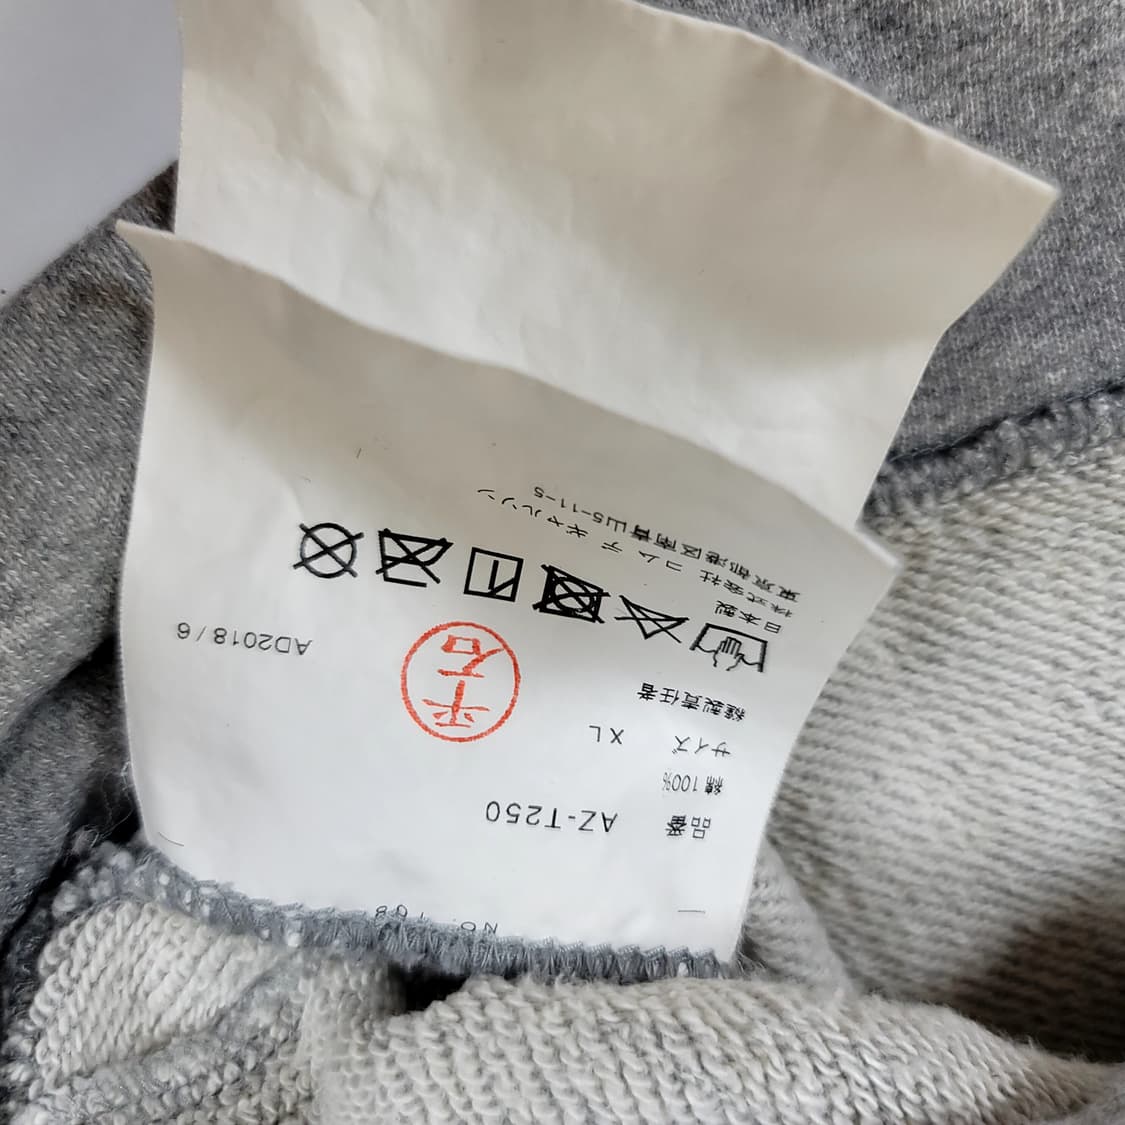 品番 AZ-T250
綿 100%
サイズ XL
縫製責任者
平石
AD2018/6
日本製
株式会社 コム デ ギャルソン
東京都港区南青山5-11-5